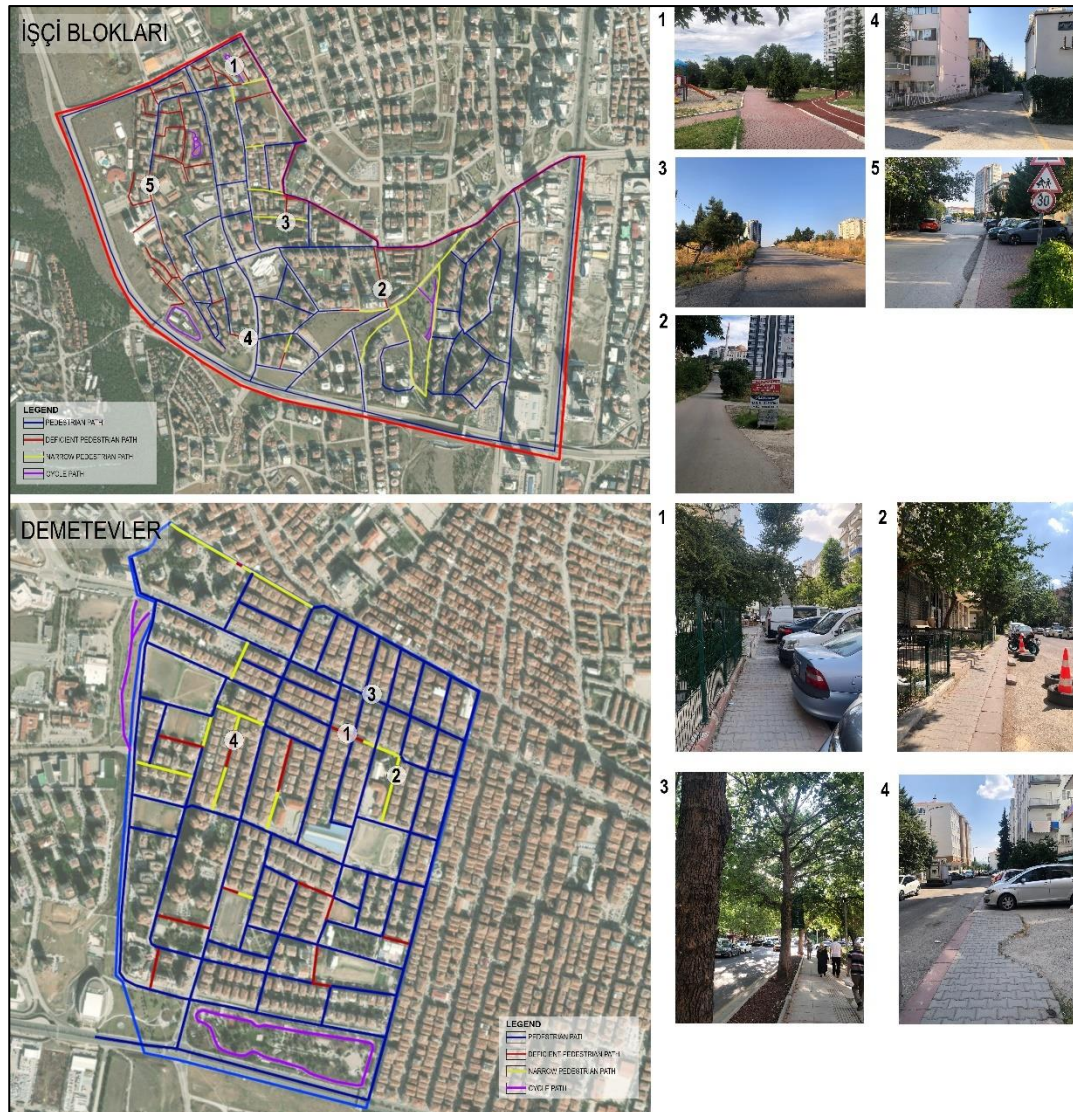 İŞÇİ BLOKLARI
1
3
5
2
4
LEGEND
PEDESTRIAN PATH
DEFICIENT PEDESTRIAN PATH
NARROW PEDESTRIAN PATH
CYCLE PATH
1
4
3
5
30
2
DEMETEVLER
3
1
4
2
LEGEND
PEDESTRIAN PATH
DEFICIENT PEDESTRIAN PATH
NARROW PEDESTRIAN PATH
CYCLE PATH
1
2
3
4